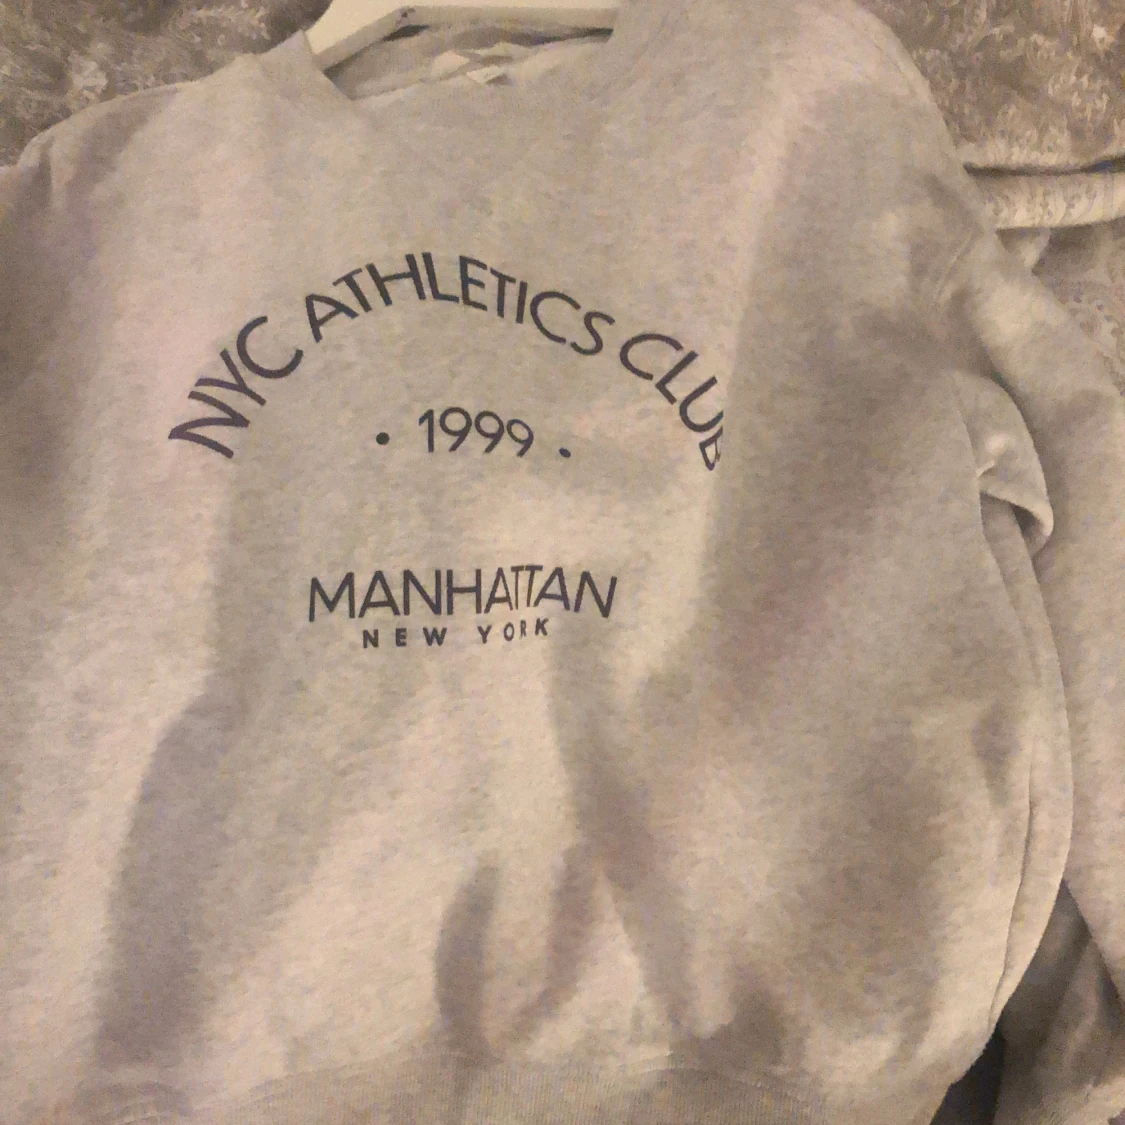 NYC ATHLETICS CLUB
• 1999 •
MANHATTAN
NEW YORK